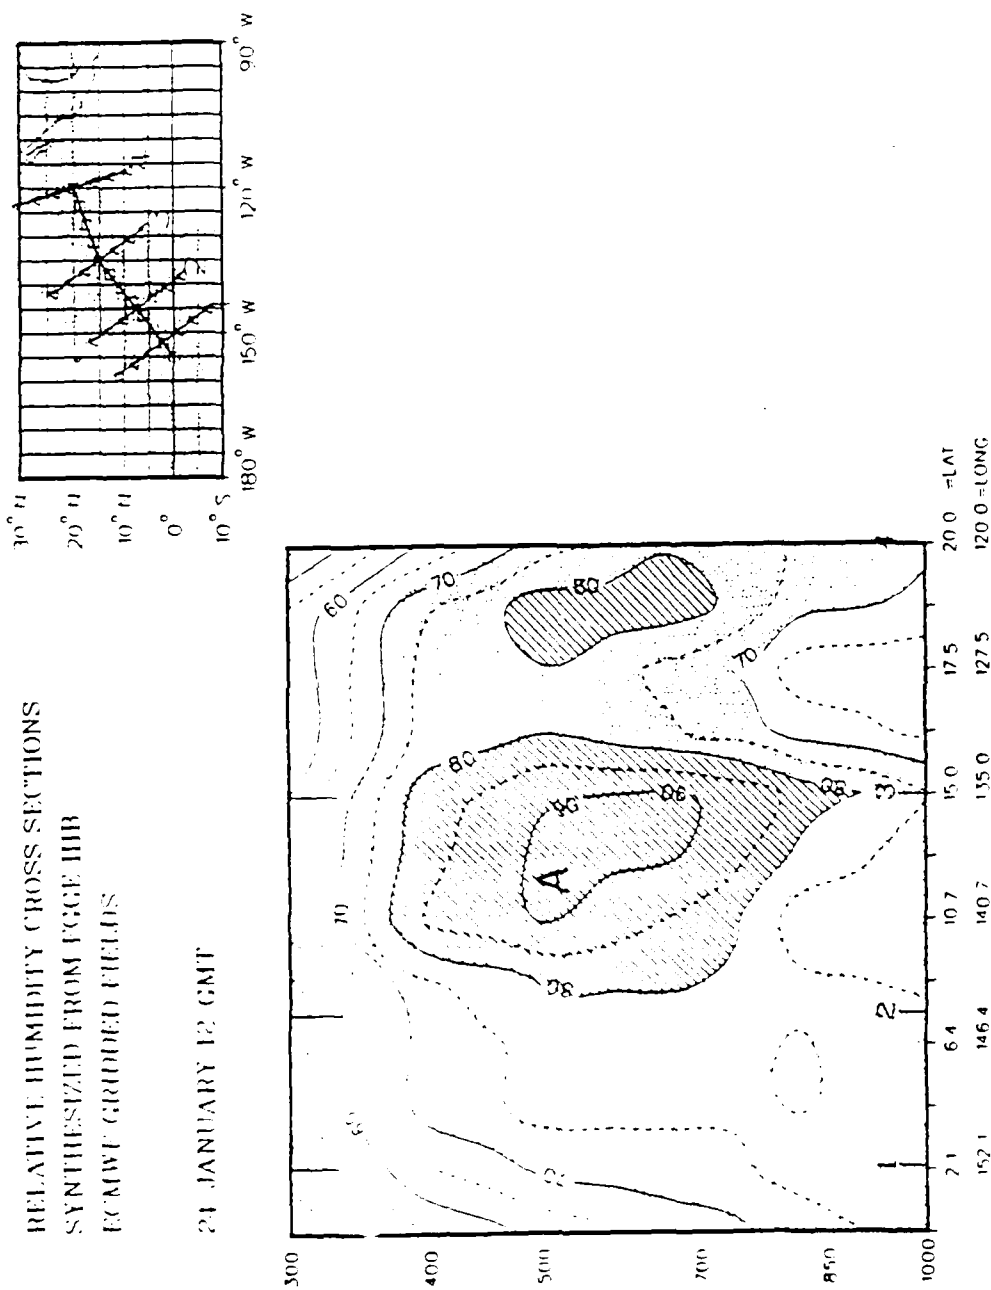 RELATIVE HUMIDITY CROSS SECTIONS
SYNTHESIZED FROM FGGE IIIB
ECMWF GRIDDED FIELDS
24 JANUARY 12 GMT
30° N
20° N
10° N
0°
10° S
180° W
150° W
120° W
90° W
300
400
500
700
850
1000
60
70
60
70
80
80
80
80
90
90
70
A
1
2
3
4
2.1 6.4 10.7 15.0 17.5 20.0 =LAT
152.1 146.4 140.7 135.0 127.5 120.0 =LONG